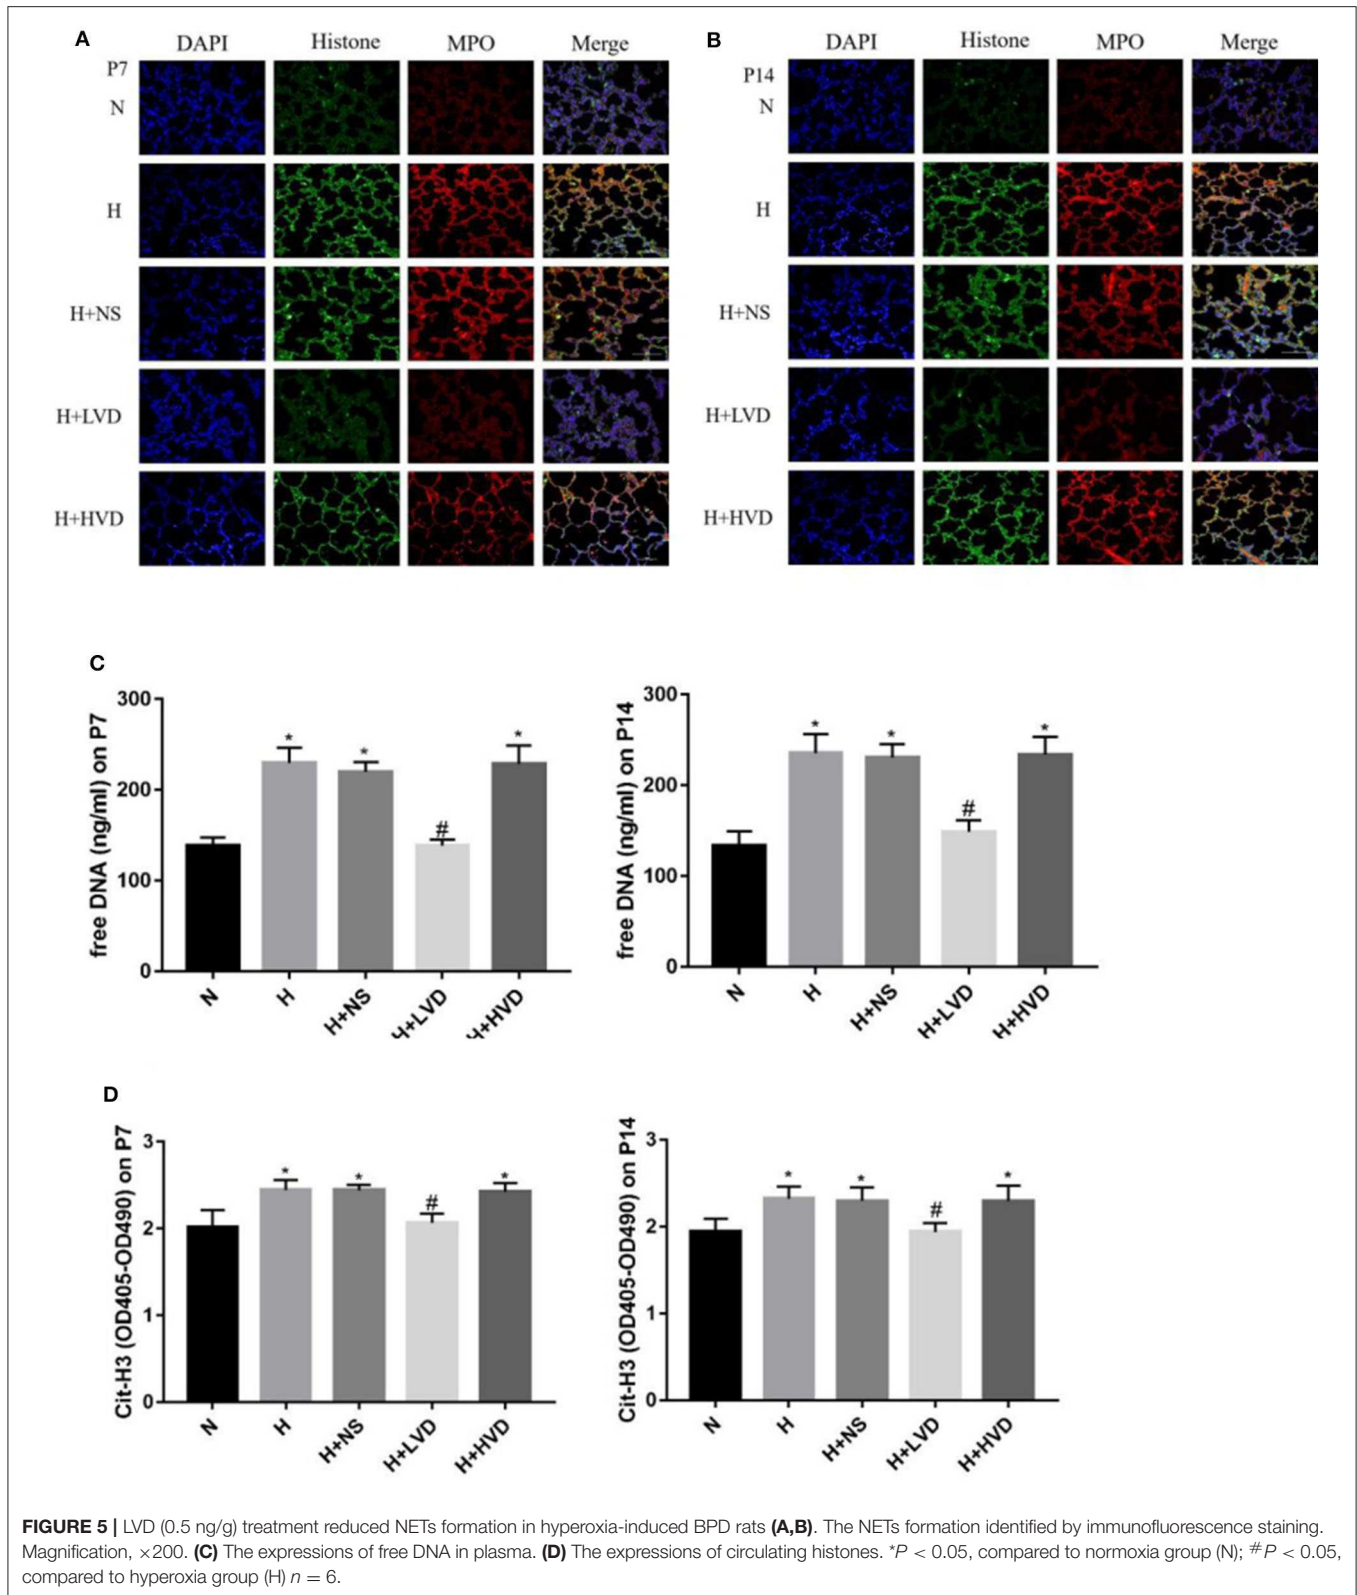 A
DAPI Histone MPO Merge
P7
N
H
H+NS
H+LVD
H+HVD
B
DAPI Histone MPO Merge
P14
N
H
H+NS
H+LVD
H+HVD
C
free DNA (ng/ml) on P7
300
200
100
0
* * # *
N H H+NS H+LVD H+HVD
free DNA (ng/ml) on P14
300
200
100
0
* * # *
N H H+NS H+LVD H+HVD
D
Cit-H3 (OD405-OD490) on P7
3
2
1
0
* * # *
N H H+NS H+LVD H+HVD
Cit-H3 (OD405-OD490) on P14
3
2
1
0
* * # *
N H H+NS H+LVD H+HVD
FIGURE 5 | LVD (0.5 ng/g) treatment reduced NETs formation in hyperoxia-induced BPD rats (A,B). The NETs formation identified by immunofluorescence staining.
Magnification, ×200. (C) The expressions of free DNA in plasma. (D) The expressions of circulating histones. *P < 0.05, compared to normoxia group (N); #P < 0.05,
compared to hyperoxia group (H) n = 6.